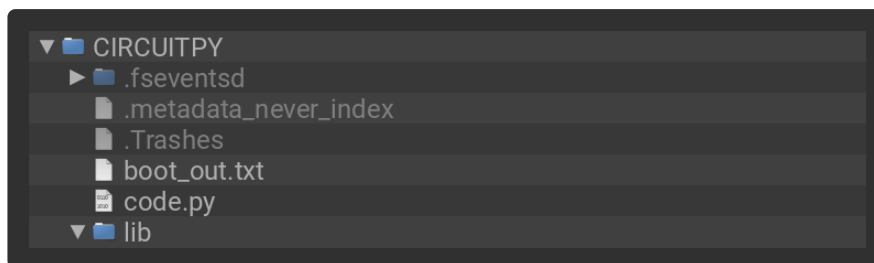 CIRCUITPY
.fseventsd
.metadata_never_index
.Trashes
boot_out.txt
code.py
lib